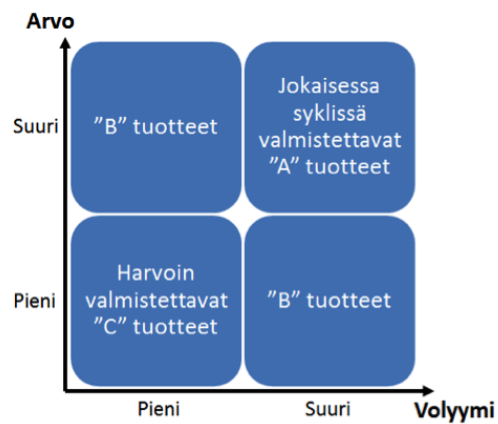 Arvo
Suuri
”B” tuotteet
Jokaisessa
syklissä
valmistettavat
”A” tuotteet
Pieni
Harvoin
valmistettavat
”C” tuotteet
”B” tuotteet
Pieni
Suuri
Volyymi